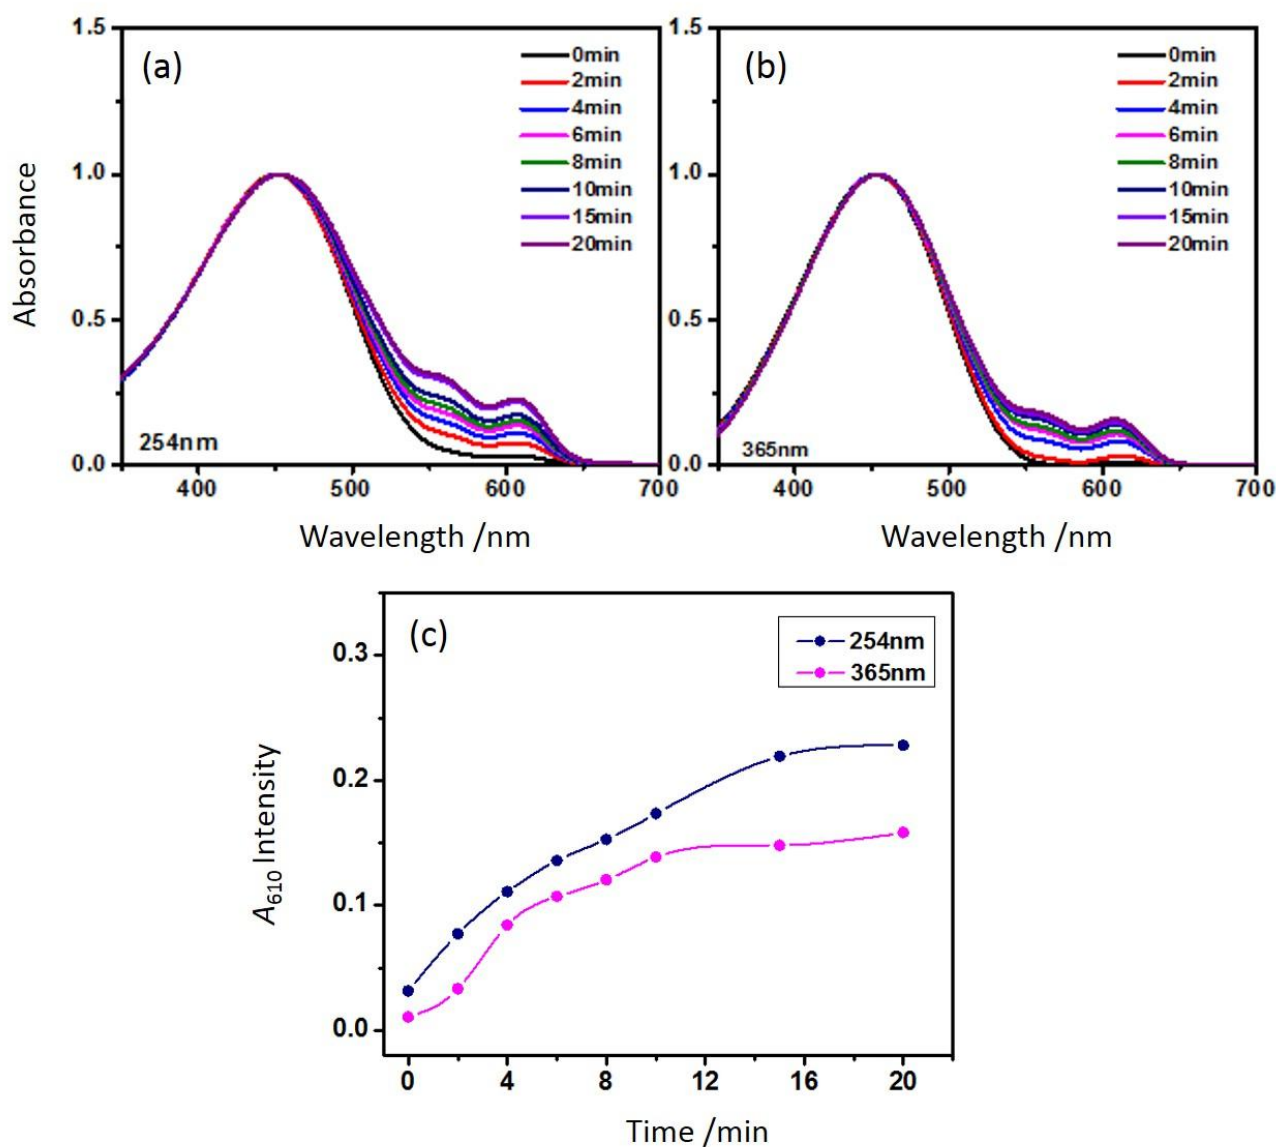 (a)
1.5
1.0
0.5
0.0
Absorbance
0min
2min
4min
6min
8min
10min
15min
20min
254nm
400 500 600 700
Wavelength /nm
(b)
1.5
1.0
0.5
0.0
0min
2min
4min
6min
8min
10min
15min
20min
365nm
400 500 600 700
Wavelength /nm
(c)
0.3
0.2
0.1
0.0
A610 Intensity
254nm
365nm
0 4 8 12 16 20
Time /min